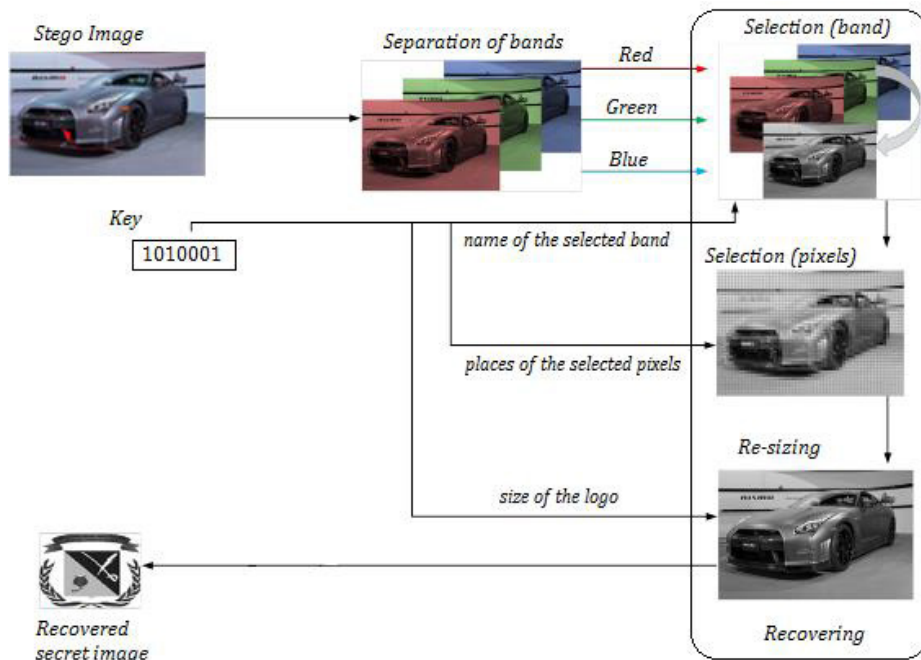 Stego Image
Separation of bands
Selection (band)
Red
Green
Blue
Key
1010001
name of the selected band
Selection (pixels)
places of the selected pixels
Re-sizing
size of the logo
Recovered
secret image
Recovering